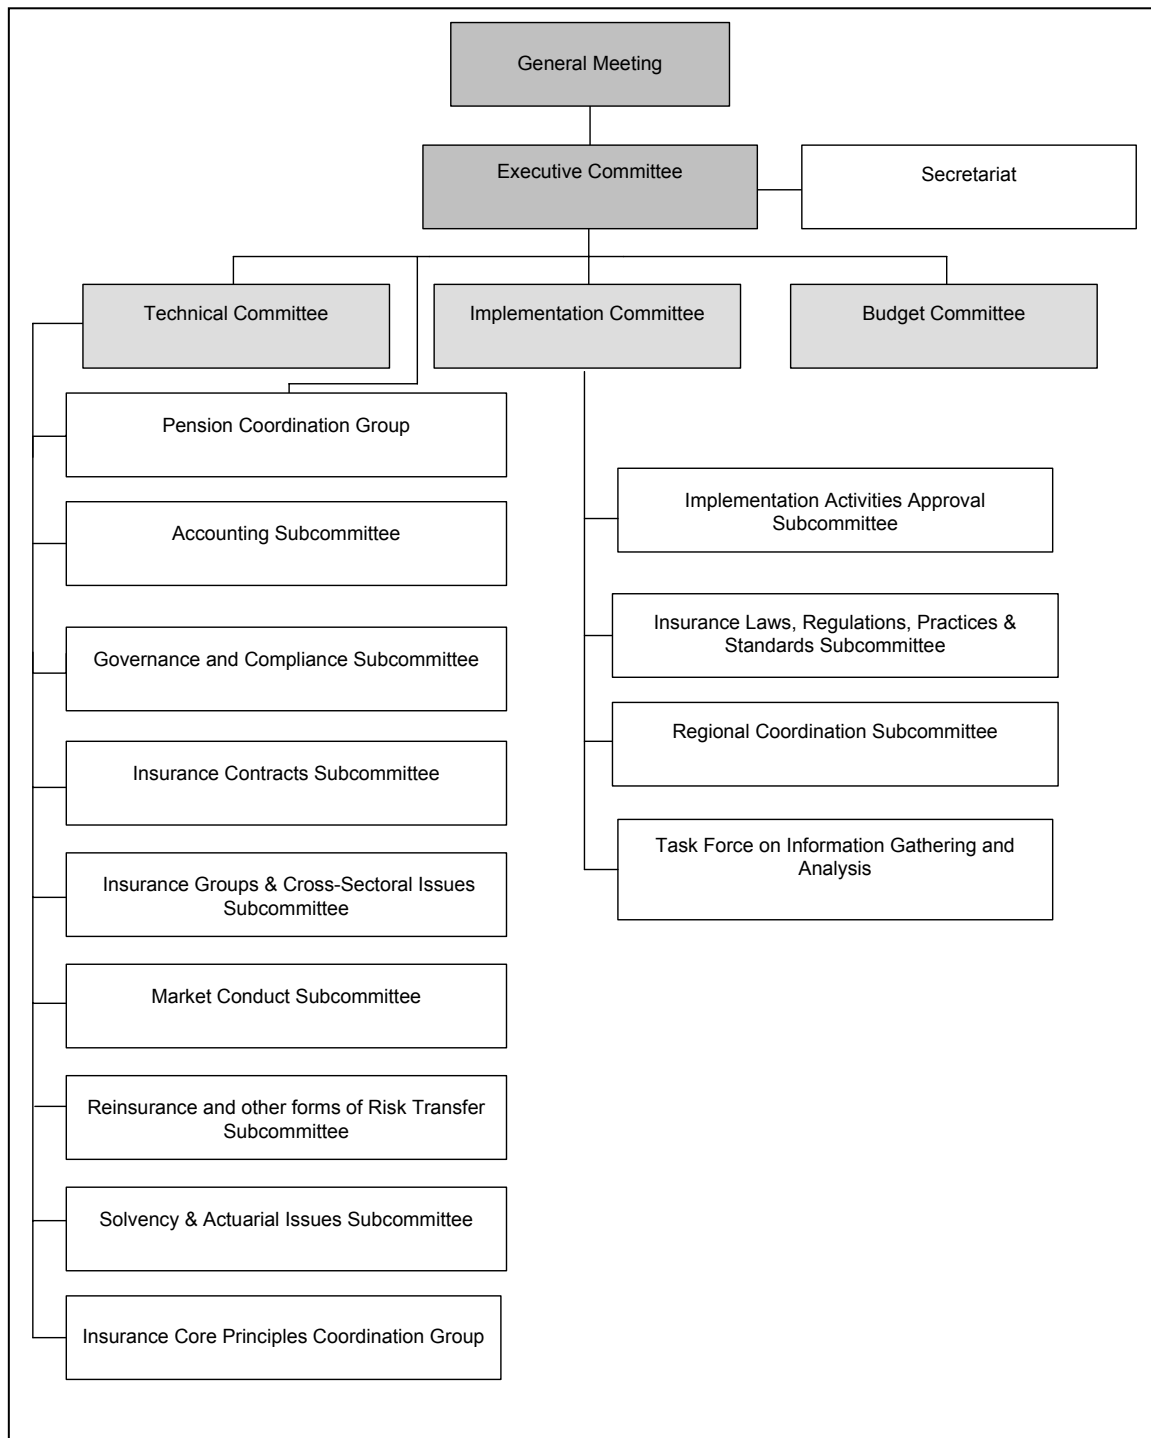 General Meeting
Executive Committee
Secretariat
Technical Committee
Implementation Committee
Budget Committee
Pension Coordination Group
Accounting Subcommittee
Governance and Compliance Subcommittee
Insurance Contracts Subcommittee
Insurance Groups & Cross-Sectoral Issues
Subcommittee
Market Conduct Subcommittee
Reinsurance and other forms of Risk Transfer
Subcommittee
Solvency & Actuarial Issues Subcommittee
Insurance Core Principles Coordination Group
Implementation Activities Approval
Subcommittee
Insurance Laws, Regulations, Practices &
Standards Subcommittee
Regional Coordination Subcommittee
Task Force on Information Gathering and
Analysis